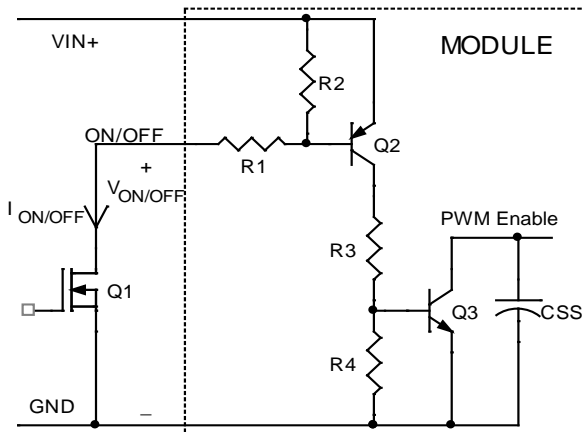 VIN+
MODULE
R2
ON/OFF
R1
Q2
+
V ON/OFF
I ON/OFF
PWM Enable
R3
Q1
Q3
CSS
R4
GND
_